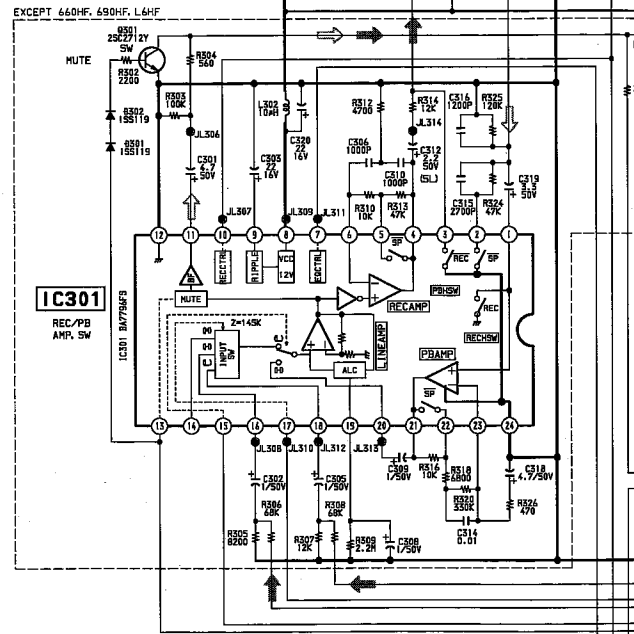 EXCEPT 660HF. 690HF. L6HF
Q301
2SC2712Y
SW
MUTE
R302
2200
R304
560
R303
100K
D302
1SS119
D301
1SS119
JL306
C301
4.7
50V
L302
10μH
C320
22
16V
C303
22
16V
R312
4700
C306
1000P
R314
12K
JL314
C312
2.2
50V
(SL)
C310
1000P
R310
10K
R313
47K
C316
1200P
R325
120K
C315
2700P
R324
47K
C319
3.3
50V
JL307
JL309
JL311
12
11
10
9
8
7
6
5
4
3
2
1
RECCTRL
RIPPLE
VCC
12V
EQCTRL
SP
REC
SP
BF
MUTE
RECAMP
PBHSW
REC
RECHSW
IC301
REC/PB
AMP, SW
IC301 BA7796FS
Z=145K
INPUT
SW
LINEAMP
ALC
PBAMP
SP
13
14
15
16
17
18
19
20
21
22
23
24
JL308
JL310
JL312
JL313
C302
1/50V
C305
1/50V
C309
1/50V
R316
10K
R318
6800
C318
4.7/50V
R306
68K
R308
68K
R320
330K
R326
470
R305
8200
R307
12K
R309
2.2M
C308
1/50V
C314
0.01